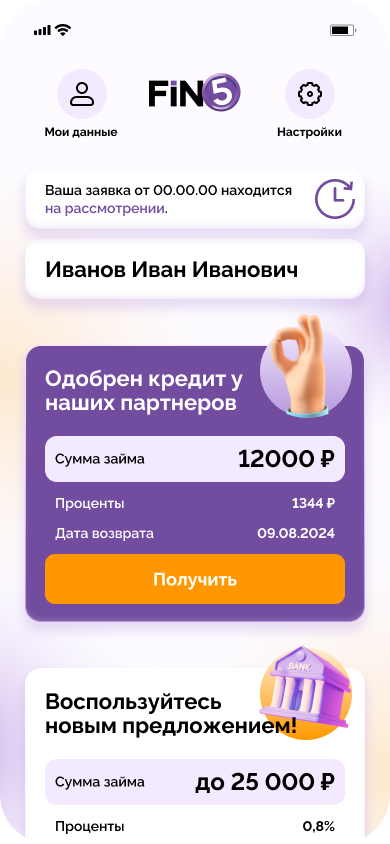 FiN5
Мои данные
Настройки
Ваша заявка от 00.00.00 находится
на рассмотрении.
Иванов Иван Иванович
Одобрен кредит у
наших партнеров
Сумма займа 12000 ₽
Проценты 1344 ₽
Дата возврата 09.08.2024
Получить
BANK
Воспользуйтесь
новым предложением!
Сумма займа до 25 000 ₽
Проценты 0,8%